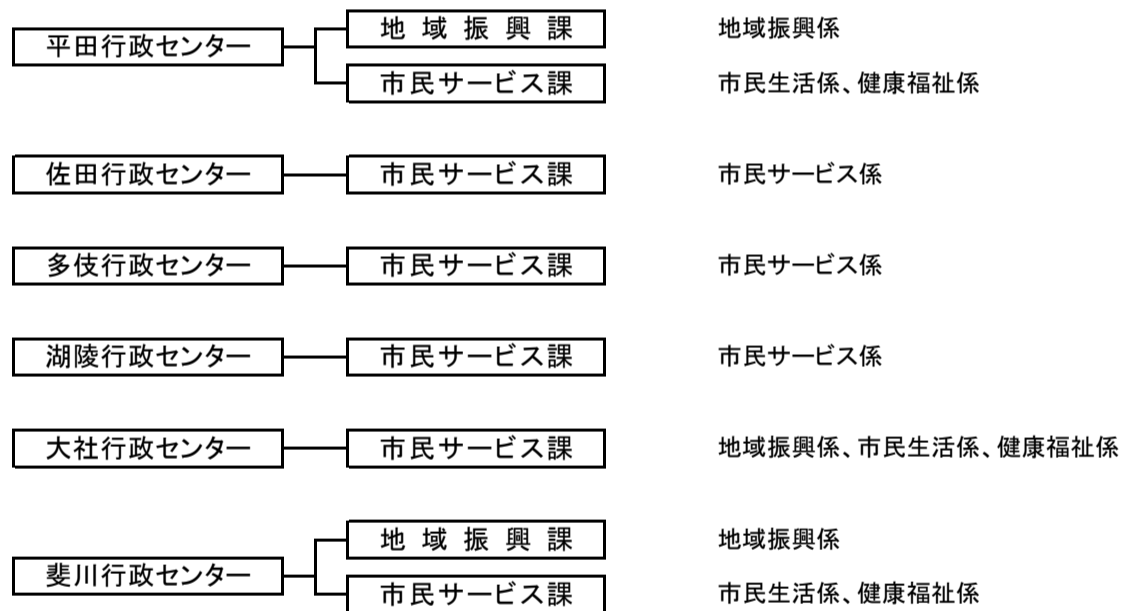 地域振興課 地域振興係
平田行政センター
市民サービス課 市民生活係、健康福祉係
佐田行政センター 市民サービス課 市民サービス係
多伎行政センター 市民サービス課 市民サービス係
湖陵行政センター 市民サービス課 市民サービス係
大社行政センター 市民サービス課 地域振興係、市民生活係、健康福祉係
地域振興課 地域振興係
斐川行政センター
市民サービス課 市民生活係、健康福祉係